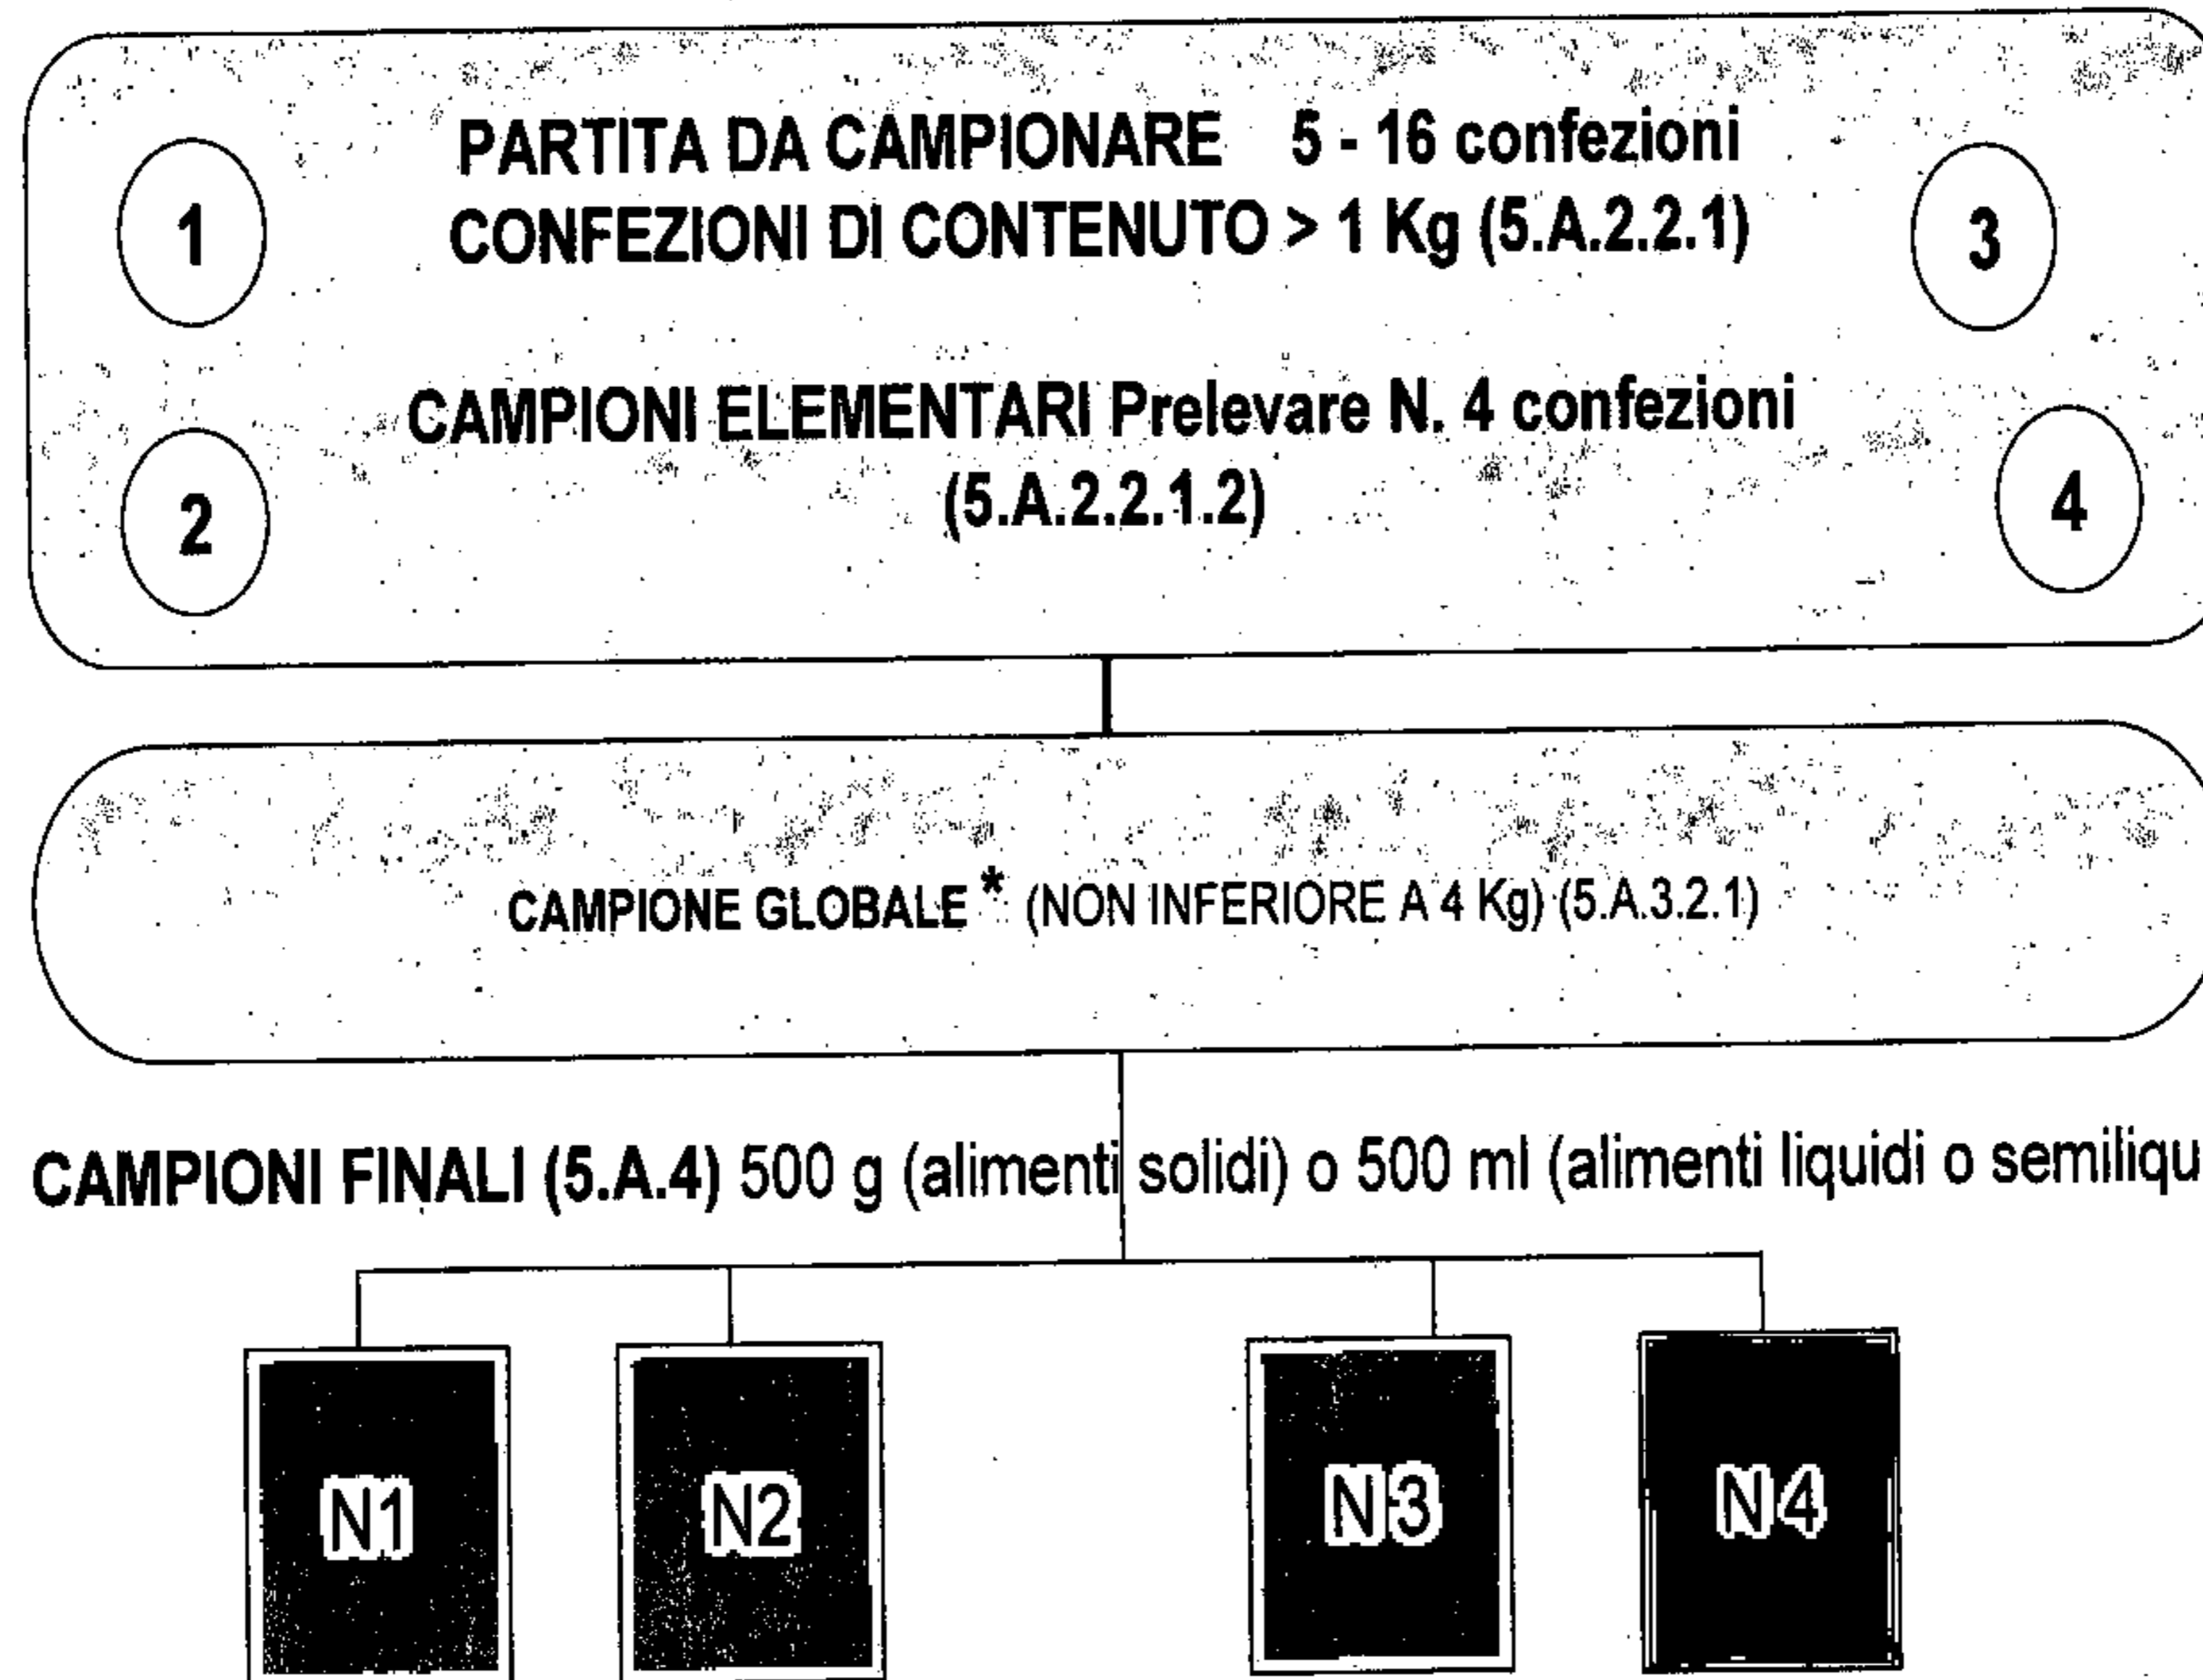 PARTITA DA CAMPIONARE 5 - 16 confezioni
CONFEZIONI DI CONTENUTO > 1 Kg (5.A.2.2.1)
1
3
CAMPIONI ELEMENTARI Prelevare N. 4 confezioni
(5.A.2.2.1.2)
2
4
CAMPIONE GLOBALE * (NON INFERIORE A 4 Kg) (5.A.3.2.1)
CAMPIONI FINALI (5.A.4) 500 g (alimenti solidi) o 500 ml (alimenti liquidi o semiliqu
N1 N2 N3 N4